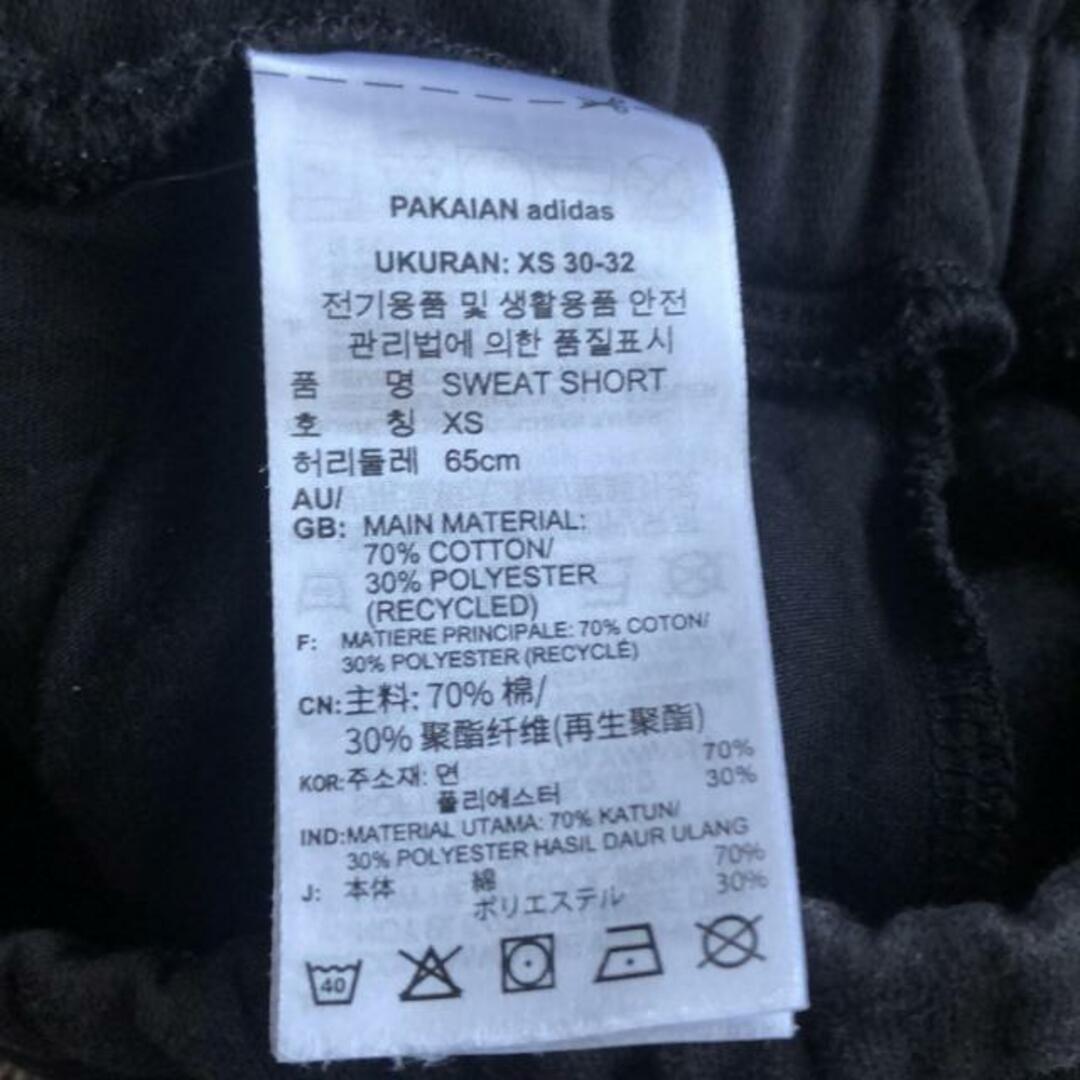 PAKAIAN adidas
UKURAN: XS 30-32
전기용품 및 생활용품 안전
관리법에 의한 품질표시
품 명 SWEAT SHORT
호 칭 XS
허리둘레 65cm
AU/
GB: MAIN MATERIAL:
70% COTTON/
30% POLYESTER
(RECYCLED)
F: MATIERE PRINCIPALE: 70% COTON/
30% POLYESTER (RECYCLÉ)
CN:主料: 70% 棉/
30% 聚酯纤维(再生聚酯)
KOR:주소재: 면 70%
폴리에스터 30%
IND:MATERIAL UTAMA: 70% KATUN/
30% POLYESTER HASIL DAUR ULANG
J: 本体 綿 70%
ポリエステル 30%
40